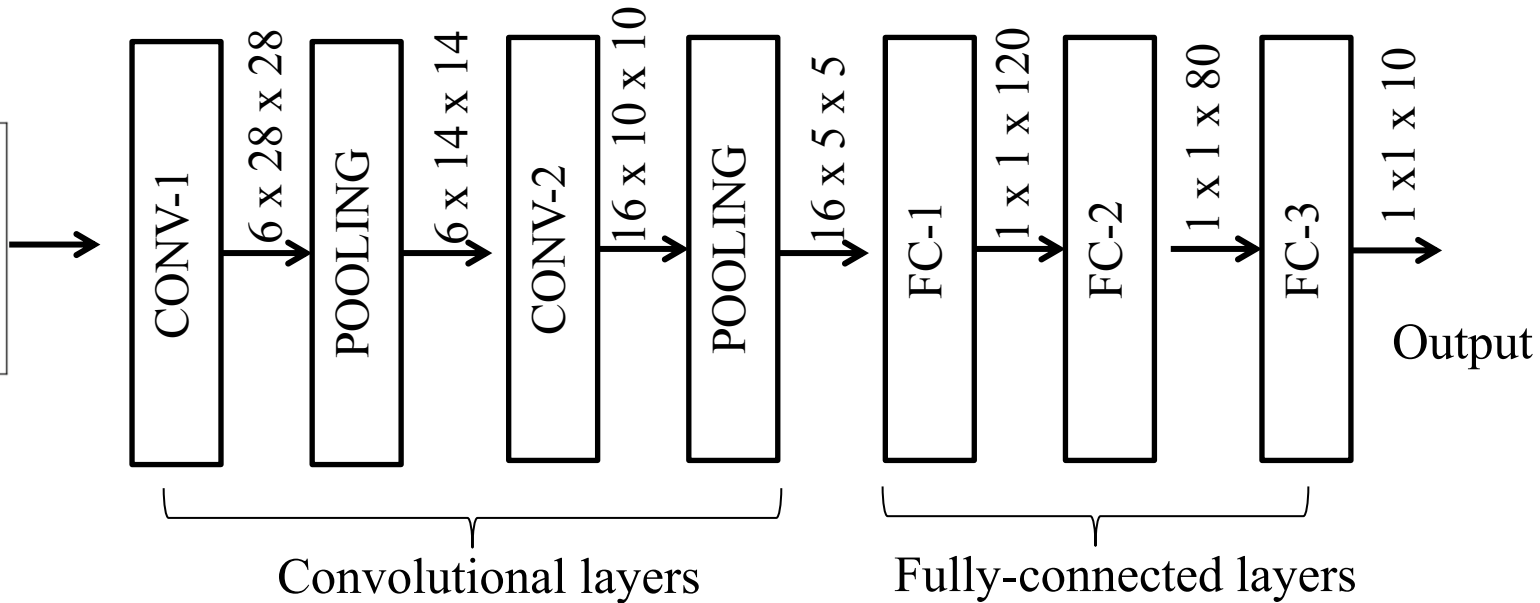 CONV-1
6 x 28 x 28
POOLING
6 x 14 x 14
CONV-2
16 x 10 x 10
POOLING
16 x 5 x 5
FC-1
1 x 1 x 120
FC-2
1 x 1 x 80
FC-3
1 x1 x 10
Output
Convolutional layers
Fully-connected layers